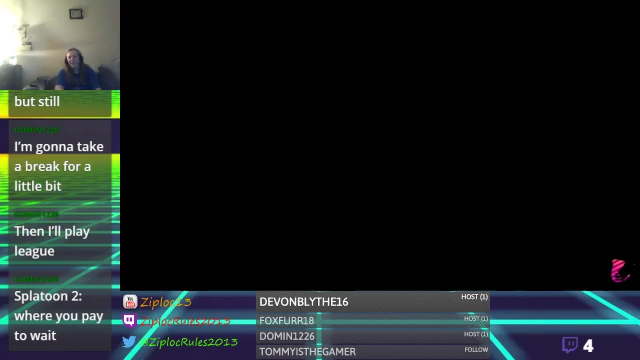 but still
I'm gonna take
a break for a
little bit
Then I'll play
league
Splatoon 2:
where you pay
to wait
Ziploc13
ZiplocRules2013
@ZiplocRules2013
DEVONBLYTHE16 HOST (1)
FOXFURR18 HOST (1)
DOMIN1226 HOST (1)
TOMMYISTHEGAMER FOLLOW
4